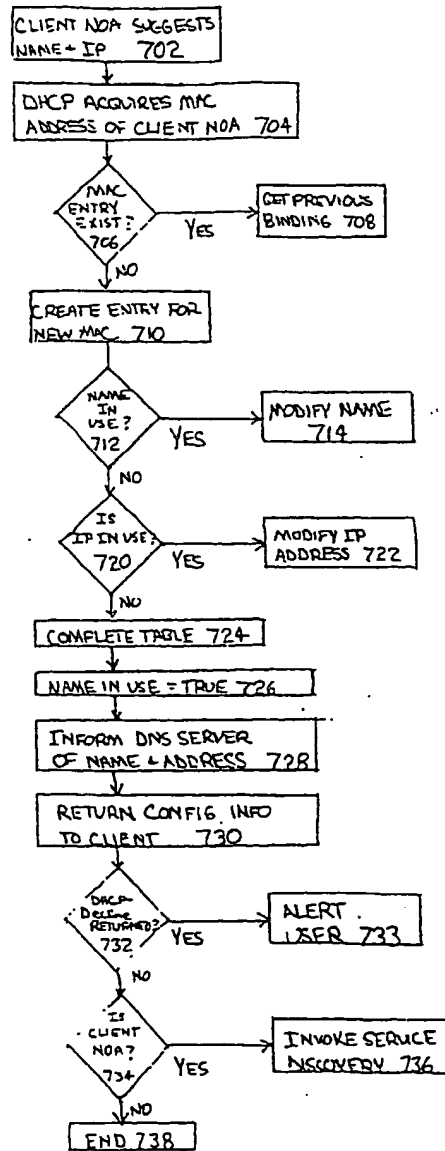 CLIENT NOA SUGGESTS
NAME + IP 702
DHCP ACQUIRES MAC
ADDRESS OF CLIENT NOA 704
MAC
ENTRY
EXIST?
706
YES
GET PREVIOUS
BINDING 708
NO
CREATE ENTRY FOR
NEW MAC 710
NAME
IN
USE?
712
YES
MODIFY NAME
714
NO
IS
IP IN USE?
720
YES
MODIFY IP
ADDRESS 722
NO
COMPLETE TABLE 724
NAME IN USE = TRUE 726
INFORM DNS SERVER
OF NAME & ADDRESS 728
RETURN CONFIG. INFO
TO CLIENT 730
DHCP
Decline
RETURNED?
732
YES
ALERT
USER 733
NO
IS
CLIENT
NOA?
734
YES
INVOKE SERVICE
DISCOVERY 736
NO
END 738